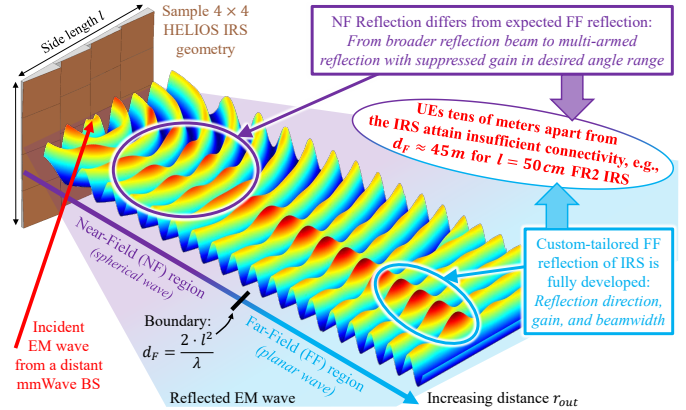 Side length l
Sample 4 × 4
HELIOS IRS
geometry
NF Reflection differs from expected FF reflection:
From broader reflection beam to multi-armed
reflection with suppressed gain in desired angle range
UEs tens of meters apart from
the IRS attain insufficient connectivity, e.g.,
d_F ≈ 45m for l = 50cm FR2 IRS
Near-Field (NF) region
(spherical wave)
Custom-tailored FF
reflection of IRS is
fully developed:
Reflection direction,
gain, and beamwidth
Incident
EM wave
from a distant
mmWave BS
Boundary:
d_F = 2 · l² / λ
Far-Field (FF) region
(planar wave)
Reflected EM wave
Increasing distance r_out